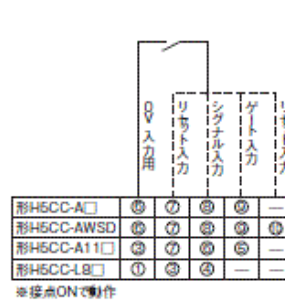 0V入力用
リセット入力
シグナル入力
ゲート入力
形H5CC-A□ ⑥ ⑦ ⑧ ⑨ —
形H5CC-AWSD ⑥ ⑦ ⑧ ⑨ ⑩
形H5CC-A11□ ③ ⑦ ⑥ ⑤ —
形H5CC-L8□ ① ③ ④ — —
※接点ONで動作